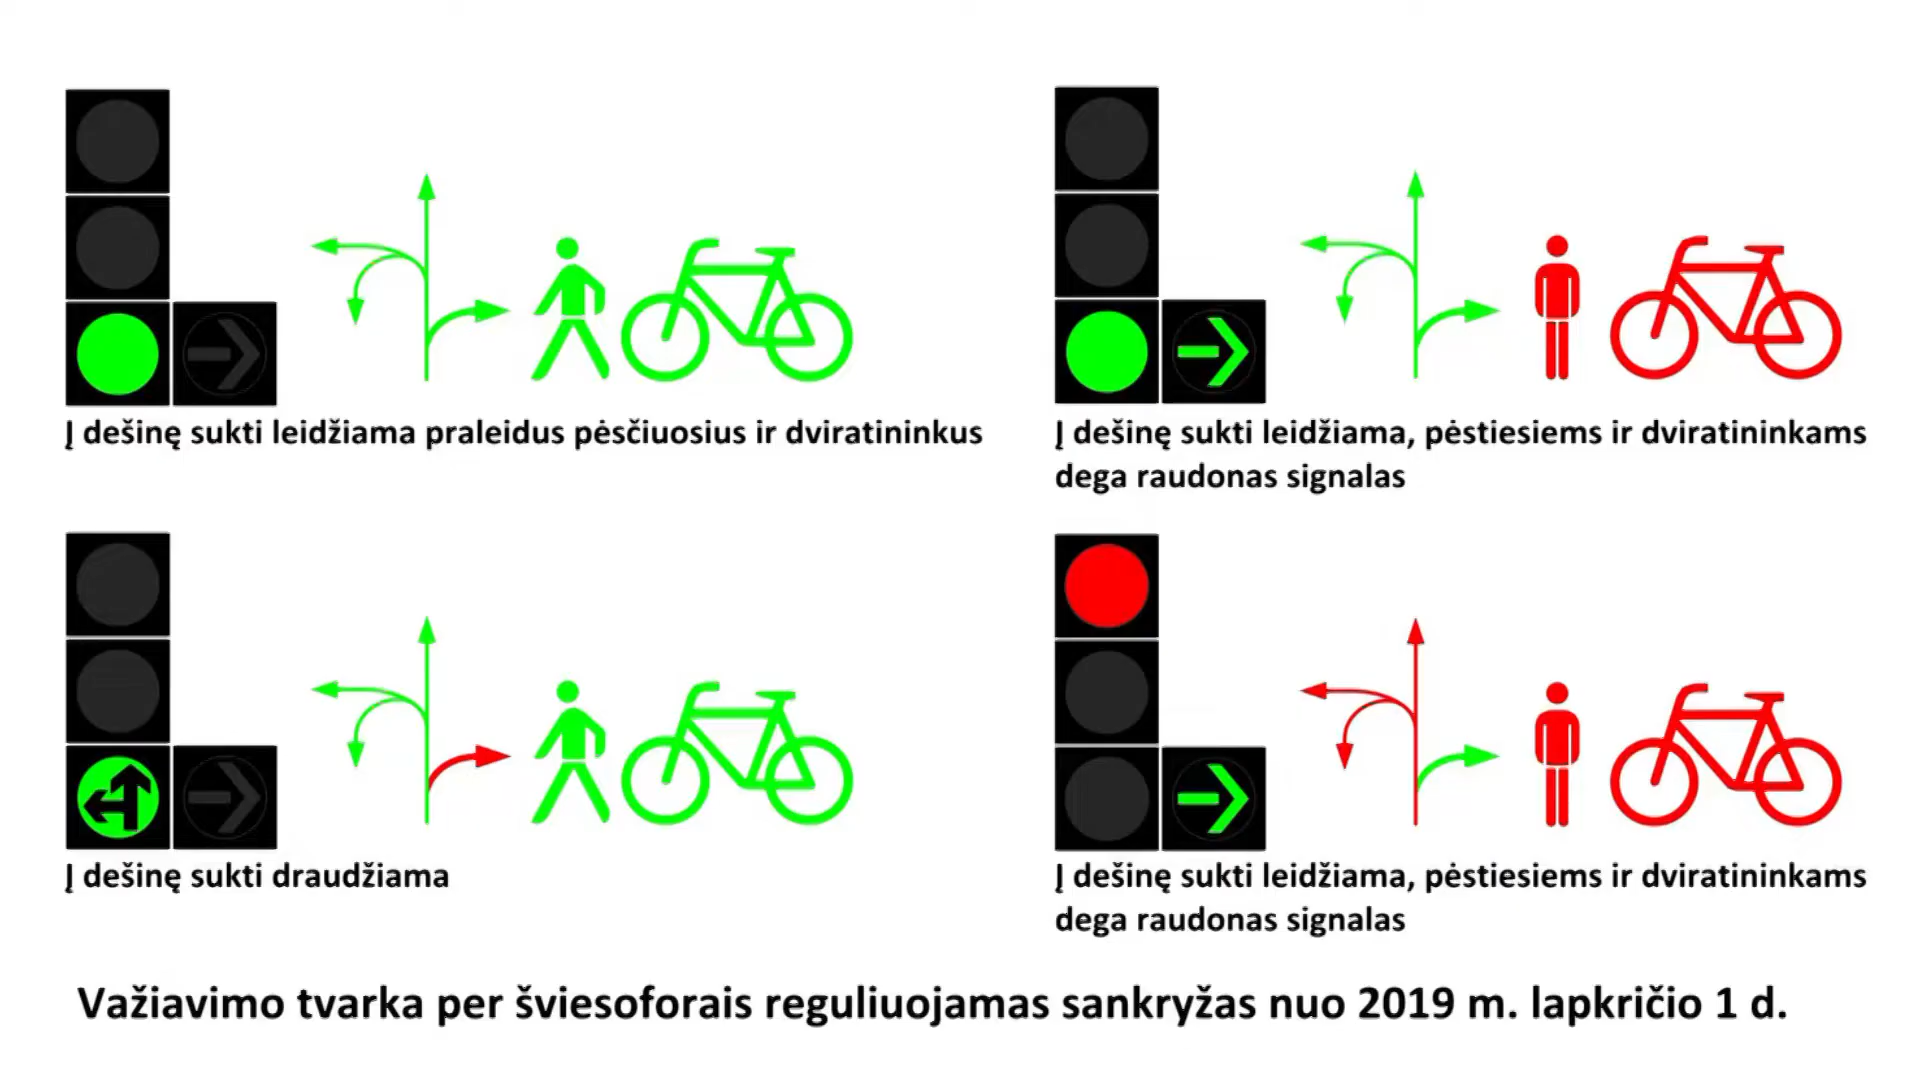 Į dešinę sukti leidžiama praleidus pėsčiuosius ir dviratininkus
Į dešinę sukti leidžiama, pėstiesiems ir dviratininkams
dega raudonas signalas
Į dešinę sukti draudžiama
Į dešinę sukti leidžiama, pėstiesiems ir dviratininkams
dega raudonas signalas
Važiavimo tvarka per šviesoforais reguliuojamas sankryžas nuo 2019 m. lapkričio 1 d.